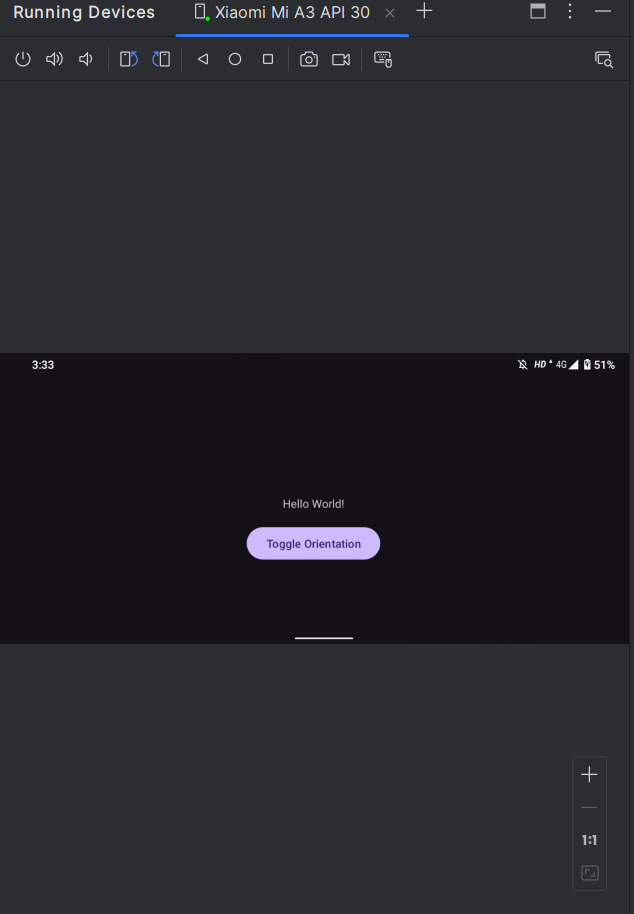 Running Devices
Xiaomi Mi A3 API 30
3:33
HD 4G 51%
Hello World!
Toggle Orientation
1:1